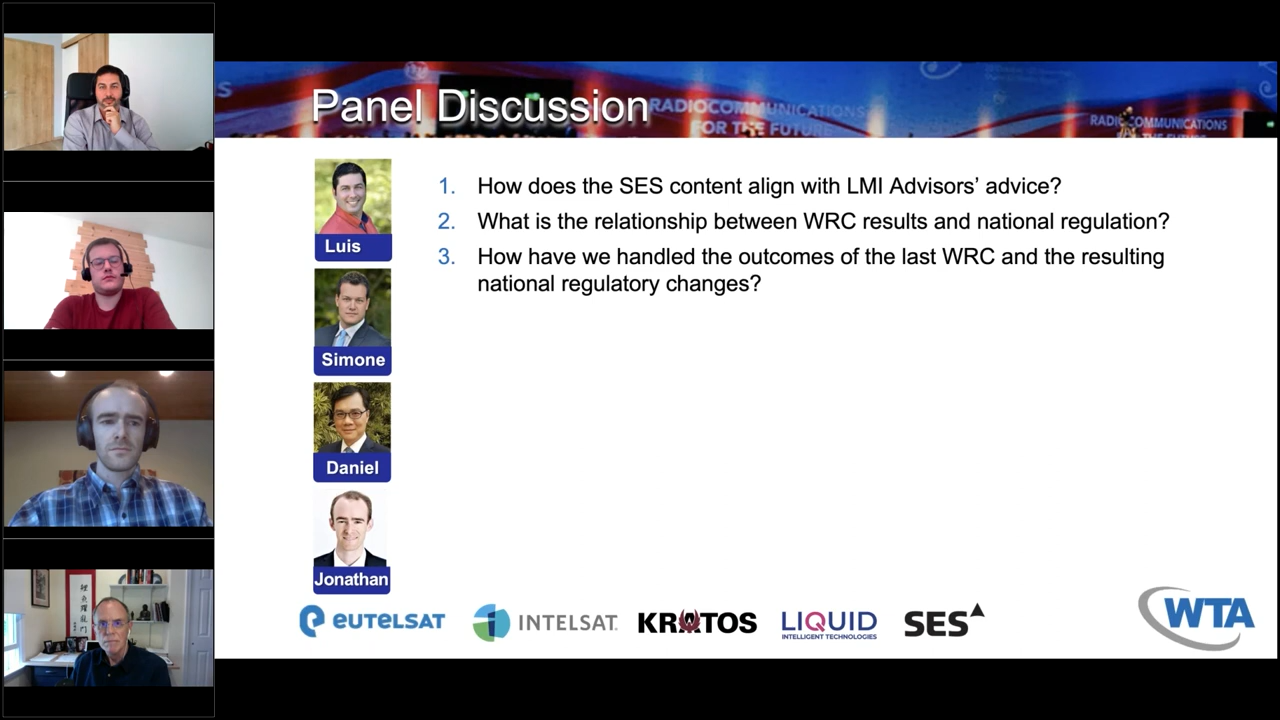 Panel Discussion
RADIOCOMMUNICATIONS
FOR THE FUTURE
RADIOCOMMUNICATIONS
THE FUTURE
Luis
Simone
Daniel
Jonathan
1. How does the SES content align with LMI Advisors’ advice?
2. What is the relationship between WRC results and national regulation?
3. How have we handled the outcomes of the last WRC and the resulting
national regulatory changes?
eutelsat
INTELSAT.
KRATOS
LIQUID
INTELLIGENT TECHNOLOGIES
SES
WTA